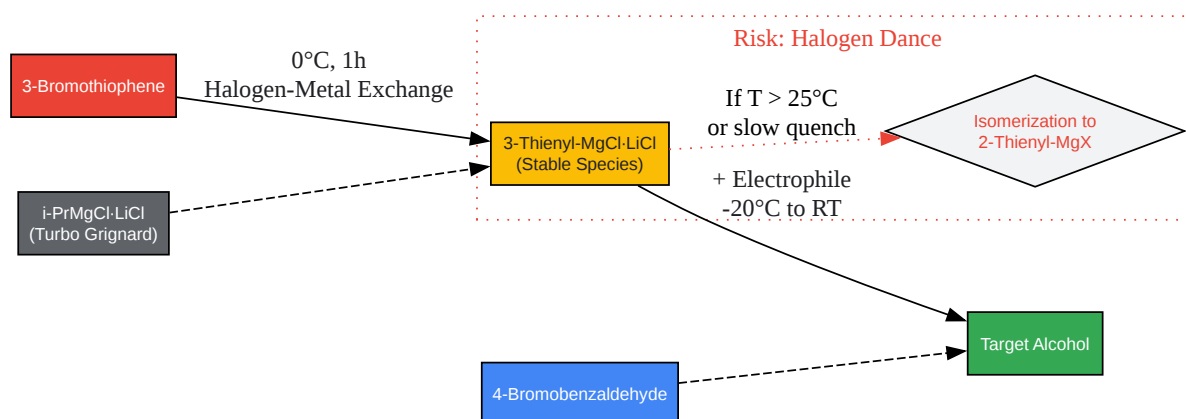 Risk: Halogen Dance
3-Bromothiophene
0°C, 1h
Halogen-Metal Exchange
If T > 25°C
or slow quench
Isomerization to
2-Thienyl-MgX
3-Thienyl-MgCl·LiCl
(Stable Species)
+ Electrophile
-20°C to RT
i-PrMgCl·LiCl
(Turbo Grignard)
Target Alcohol
4-Bromobenzaldehyde